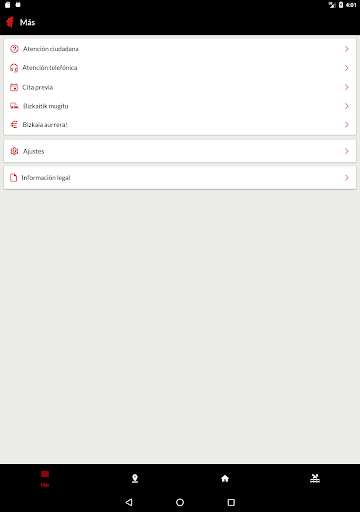 4:01
Más
Atención ciudadana
Atención telefónica
Cita previa
Bizkaitik mugitu
Bizkaia aurrera!
Ajustes
Información legal
Más